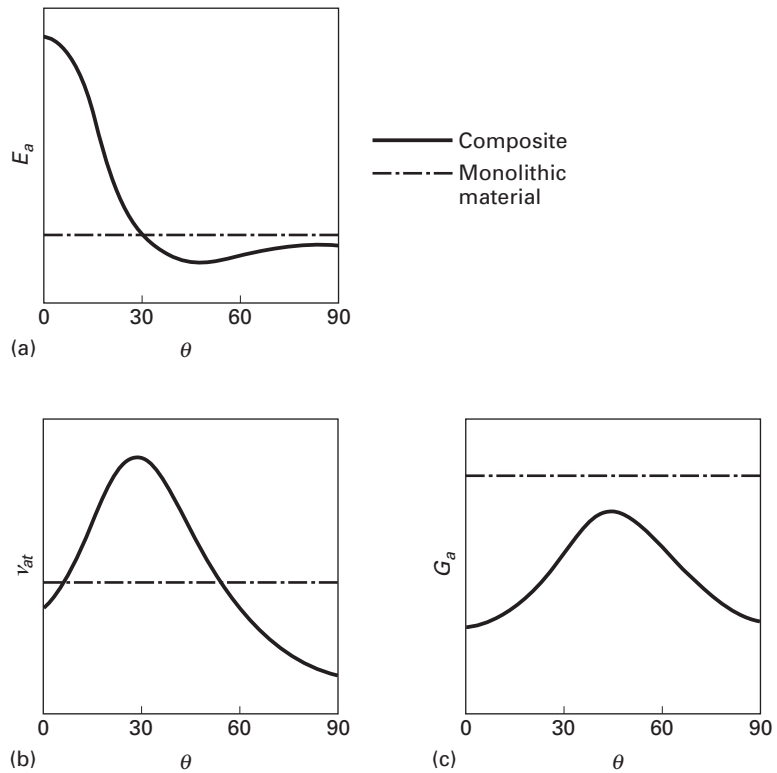 E_a
Composite
Monolithic
material
0 30 60 90
(a) θ
ν_at
0 30 60 90
(b) θ
G_a
0 30 60 90
(c) θ